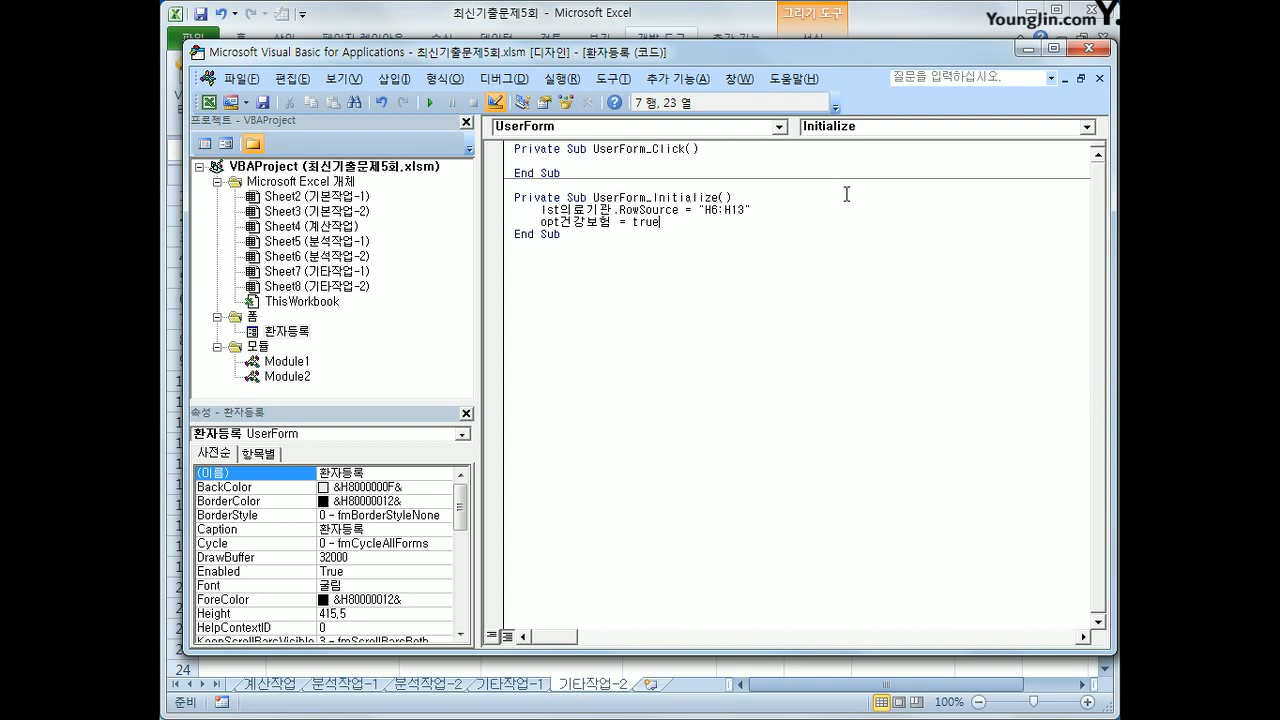 최신기출문제5회 - Microsoft Excel
그리기 도구
YoungJin.com Y.
Microsoft Visual Basic for Applications - 최신기출문제5회.xlsm [디자인] - [환자등록 (코드)]
파일(F) 편집(E) 보기(V) 삽입(I) 형식(O) 디버그(D) 실행(R) 도구(T) 추가 기능(A) 창(W) 도움말(H)
질문을 입력하십시오.
7 행, 23 열
프로젝트 - VBAProject
UserForm
Initialize
VBAProject (최신기출문제5회.xlsm)
Microsoft Excel 개체
Sheet2 (기본작업-1)
Sheet3 (기본작업-2)
Sheet4 (계산작업)
Sheet5 (분석작업-1)
Sheet6 (분석작업-2)
Sheet7 (기타작업-1)
Sheet8 (기타작업-2)
ThisWorkbook
폼
환자등록
모듈
Module1
Module2
Private Sub UserForm_Click()
End Sub
Private Sub UserForm_Initialize()
lst의료기관.RowSource = "H6:H13"
opt건강보험 = true
End Sub
속성 - 환자등록
환자등록 UserForm
사전순 항목별
(이름) 환자등록
BackColor &H8000000F&
BorderColor &H80000012&
BorderStyle 0 - fmBorderStyleNone
Caption 환자등록
Cycle 0 - fmCycleAllForms
DrawBuffer 32000
Enabled True
Font 굴림
ForeColor &H80000012&
Height 415,5
HelpContextID 0
KeepScrollBarsVisible 3 - fmScrollBarsBoth
24
계산작업 분석작업-1 분석작업-2 기타작업-1 기타작업-2
준비
100%